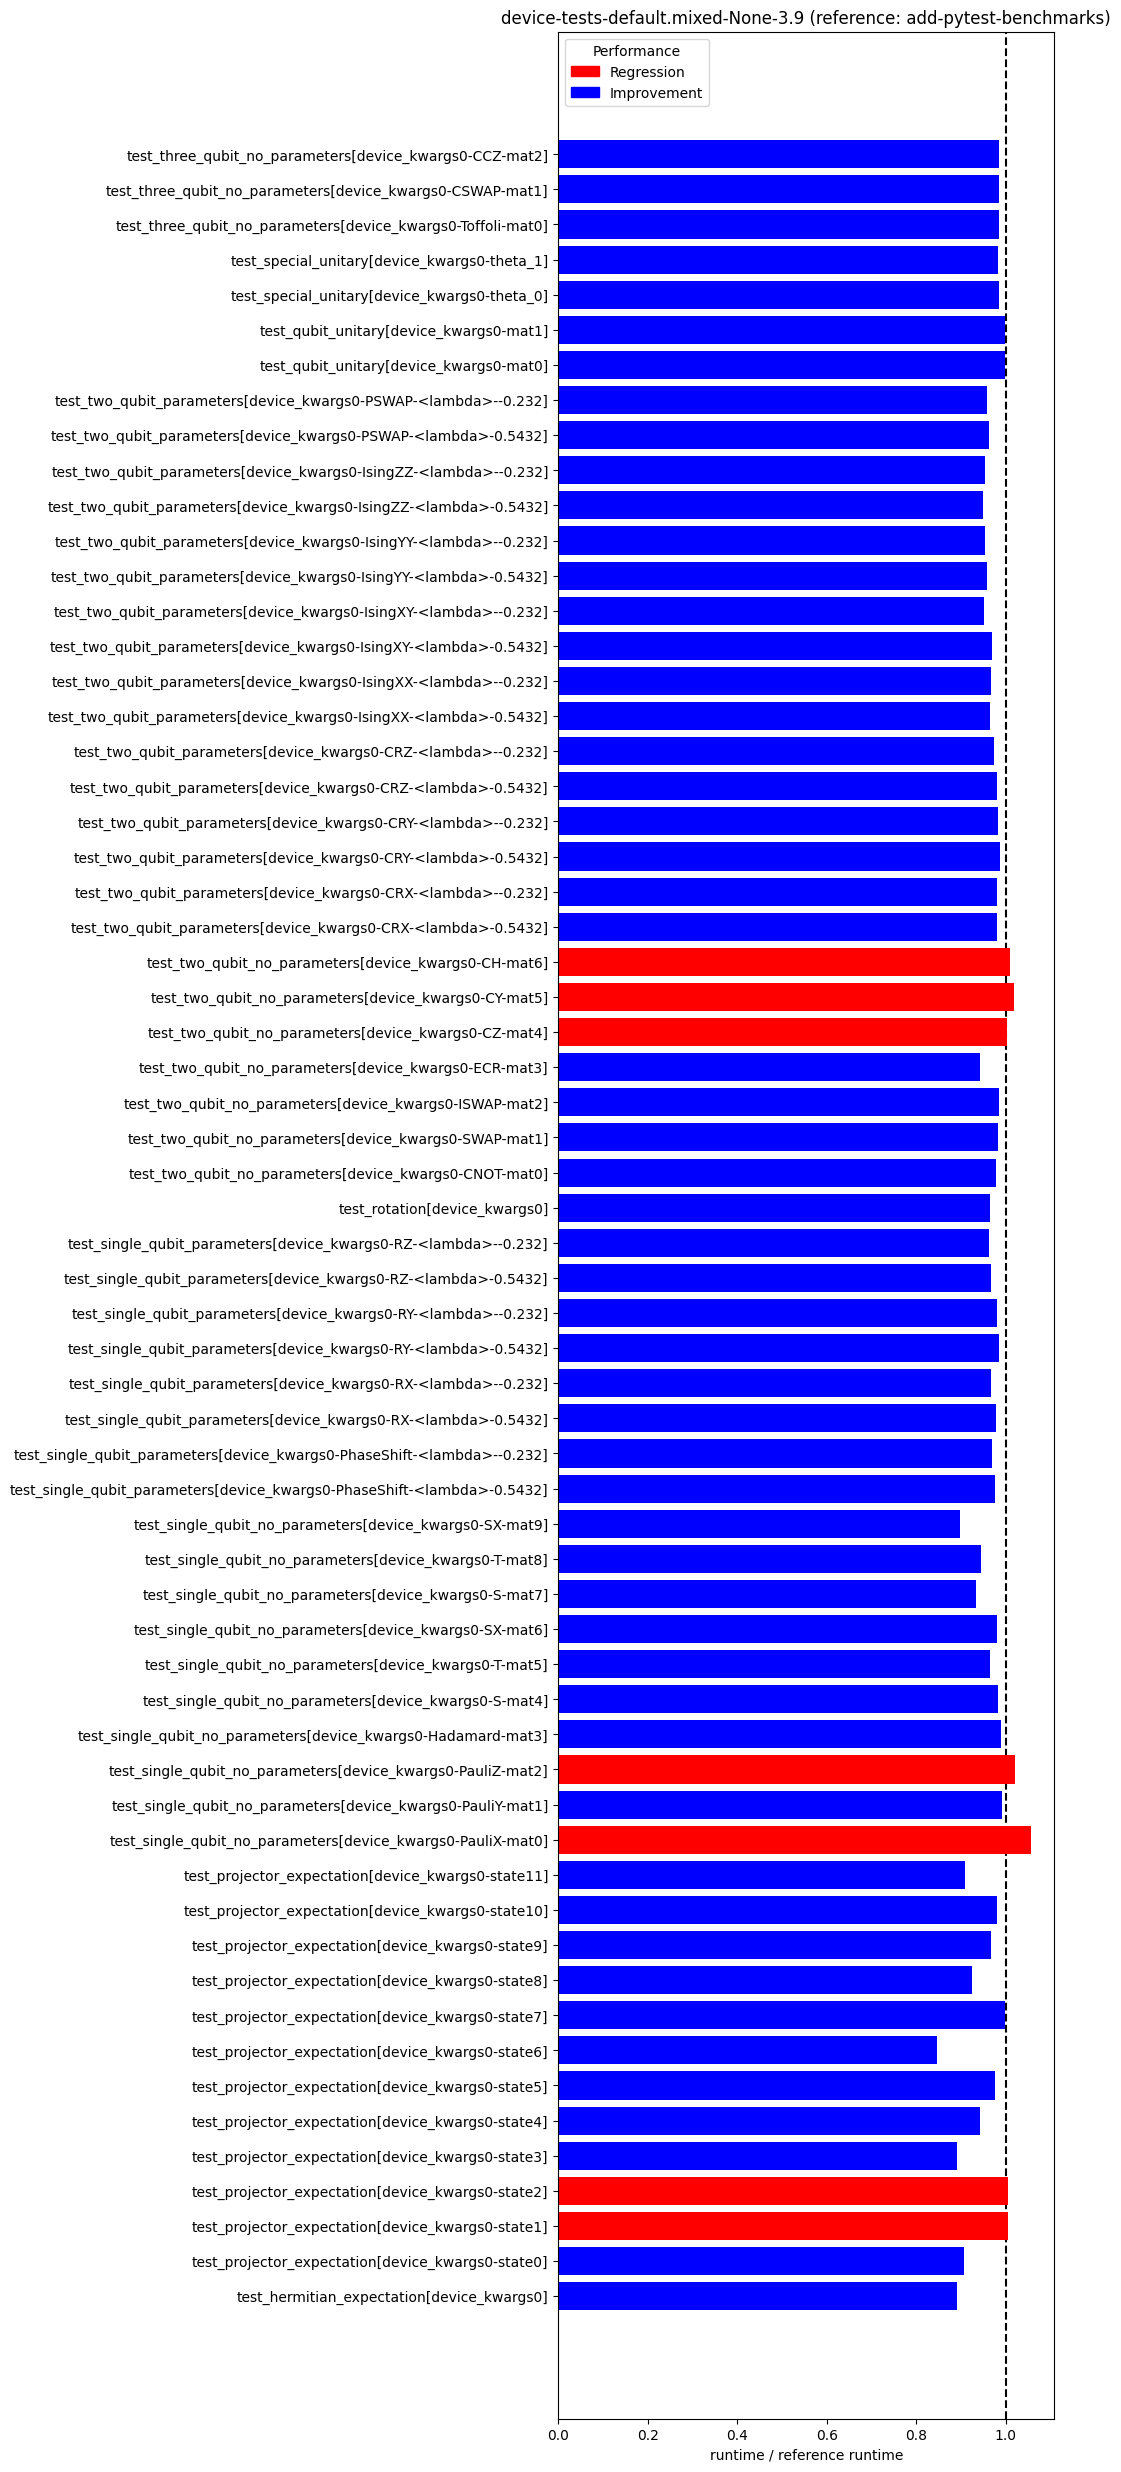 device-tests-default.mixed-None-3.9 (reference: add-pytest-benchmarks)
Performance
Regression
Improvement
test_three_qubit_no_parameters[device_kwargs0-CCZ-mat2]
test_three_qubit_no_parameters[device_kwargs0-CSWAP-mat1]
test_three_qubit_no_parameters[device_kwargs0-Toffoli-mat0]
test_special_unitary[device_kwargs0-theta_1]
test_special_unitary[device_kwargs0-theta_0]
test_qubit_unitary[device_kwargs0-mat1]
test_qubit_unitary[device_kwargs0-mat0]
test_two_qubit_parameters[device_kwargs0-PSWAP-<lambda>--0.232]
test_two_qubit_parameters[device_kwargs0-PSWAP-<lambda>-0.5432]
test_two_qubit_parameters[device_kwargs0-IsingZZ-<lambda>--0.232]
test_two_qubit_parameters[device_kwargs0-IsingZZ-<lambda>-0.5432]
test_two_qubit_parameters[device_kwargs0-IsingYY-<lambda>--0.232]
test_two_qubit_parameters[device_kwargs0-IsingYY-<lambda>-0.5432]
test_two_qubit_parameters[device_kwargs0-IsingXY-<lambda>--0.232]
test_two_qubit_parameters[device_kwargs0-IsingXY-<lambda>-0.5432]
test_two_qubit_parameters[device_kwargs0-IsingXX-<lambda>--0.232]
test_two_qubit_parameters[device_kwargs0-IsingXX-<lambda>-0.5432]
test_two_qubit_parameters[device_kwargs0-CRZ-<lambda>--0.232]
test_two_qubit_parameters[device_kwargs0-CRZ-<lambda>-0.5432]
test_two_qubit_parameters[device_kwargs0-CRY-<lambda>--0.232]
test_two_qubit_parameters[device_kwargs0-CRY-<lambda>-0.5432]
test_two_qubit_parameters[device_kwargs0-CRX-<lambda>--0.232]
test_two_qubit_parameters[device_kwargs0-CRX-<lambda>-0.5432]
test_two_qubit_no_parameters[device_kwargs0-CH-mat6]
test_two_qubit_no_parameters[device_kwargs0-CY-mat5]
test_two_qubit_no_parameters[device_kwargs0-CZ-mat4]
test_two_qubit_no_parameters[device_kwargs0-ECR-mat3]
test_two_qubit_no_parameters[device_kwargs0-ISWAP-mat2]
test_two_qubit_no_parameters[device_kwargs0-SWAP-mat1]
test_two_qubit_no_parameters[device_kwargs0-CNOT-mat0]
test_rotation[device_kwargs0]
test_single_qubit_parameters[device_kwargs0-RZ-<lambda>--0.232]
test_single_qubit_parameters[device_kwargs0-RZ-<lambda>-0.5432]
test_single_qubit_parameters[device_kwargs0-RY-<lambda>--0.232]
test_single_qubit_parameters[device_kwargs0-RY-<lambda>-0.5432]
test_single_qubit_parameters[device_kwargs0-RX-<lambda>--0.232]
test_single_qubit_parameters[device_kwargs0-RX-<lambda>-0.5432]
test_single_qubit_parameters[device_kwargs0-PhaseShift-<lambda>--0.232]
test_single_qubit_parameters[device_kwargs0-PhaseShift-<lambda>-0.5432]
test_single_qubit_no_parameters[device_kwargs0-SX-mat9]
test_single_qubit_no_parameters[device_kwargs0-T-mat8]
test_single_qubit_no_parameters[device_kwargs0-S-mat7]
test_single_qubit_no_parameters[device_kwargs0-SX-mat6]
test_single_qubit_no_parameters[device_kwargs0-T-mat5]
test_single_qubit_no_parameters[device_kwargs0-S-mat4]
test_single_qubit_no_parameters[device_kwargs0-Hadamard-mat3]
test_single_qubit_no_parameters[device_kwargs0-PauliZ-mat2]
test_single_qubit_no_parameters[device_kwargs0-PauliY-mat1]
test_single_qubit_no_parameters[device_kwargs0-PauliX-mat0]
test_projector_expectation[device_kwargs0-state11]
test_projector_expectation[device_kwargs0-state10]
test_projector_expectation[device_kwargs0-state9]
test_projector_expectation[device_kwargs0-state8]
test_projector_expectation[device_kwargs0-state7]
test_projector_expectation[device_kwargs0-state6]
test_projector_expectation[device_kwargs0-state5]
test_projector_expectation[device_kwargs0-state4]
test_projector_expectation[device_kwargs0-state3]
test_projector_expectation[device_kwargs0-state2]
test_projector_expectation[device_kwargs0-state1]
test_projector_expectation[device_kwargs0-state0]
test_hermitian_expectation[device_kwargs0]
0.0 0.2 0.4 0.6 0.8 1.0
runtime / reference runtime